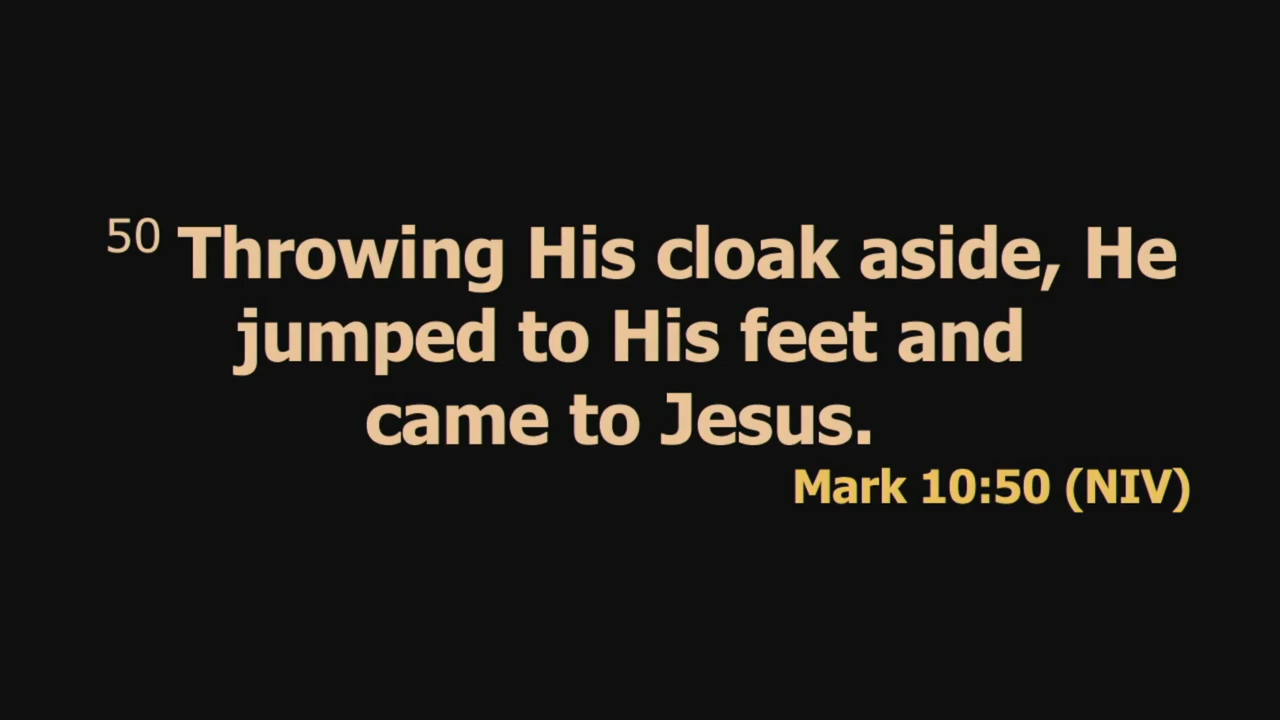 50 Throwing His cloak aside, He
jumped to His feet and
came to Jesus.
Mark 10:50 (NIV)